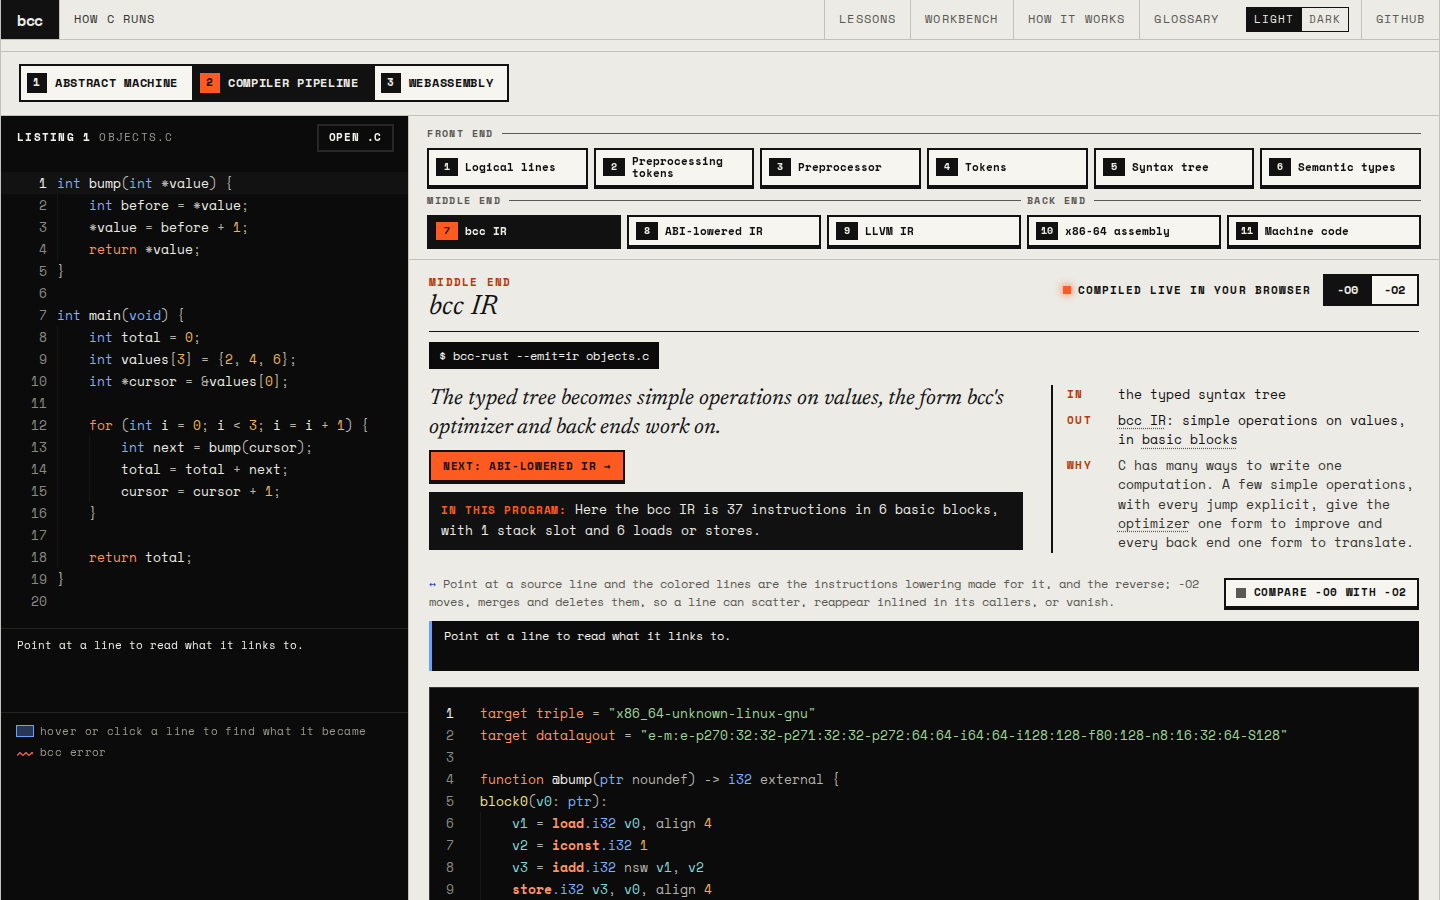 bcc HOW C RUNS LESSONS WORKBENCH HOW IT WORKS GLOSSARY LIGHT DARK GITHUB
1 ABSTRACT MACHINE 2 COMPILER PIPELINE 3 WEBASSEMBLY
LISTING 1 OBJECTS.C OPEN .C
1 int bump(int *value) {
2 int before = *value;
3 *value = before + 1;
4 return *value;
5 }
6
7 int main(void) {
8 int total = 0;
9 int values[3] = {2, 4, 6};
10 int *cursor = &values[0];
11
12 for (int i = 0; i < 3; i = i + 1) {
13 int next = bump(cursor);
14 total = total + next;
15 cursor = cursor + 1;
16 }
17
18 return total;
19 }
20
Point at a line to read what it links to.
hover or click a line to find what it became
bcc error
FRONT END
1 Logical lines 2 Preprocessing tokens 3 Preprocessor 4 Tokens 5 Syntax tree 6 Semantic types
MIDDLE END BACK END
7 bcc IR 8 ABI-lowered IR 9 LLVM IR 10 x86-64 assembly 11 Machine code
MIDDLE END
bcc IR
COMPILED LIVE IN YOUR BROWSER -O0 -O2
$ bcc-rust --emit=ir objects.c
The typed tree becomes simple operations on values, the form bcc's
optimizer and back ends work on.
NEXT: ABI-LOWERED IR →
IN THIS PROGRAM: Here the bcc IR is 37 instructions in 6 basic blocks,
with 1 stack slot and 6 loads or stores.
IN the typed syntax tree
OUT bcc IR: simple operations on values,
in basic blocks
WHY C has many ways to write one
computation. A few simple operations,
with every jump explicit, give the
optimizer one form to improve and
every back end one form to translate.
↔ Point at a source line and the colored lines are the instructions lowering made for it, and the reverse; -O2
moves, merges and deletes them, so a line can scatter, reappear inlined in its callers, or vanish.
COMPARE -O0 WITH -O2
Point at a line to read what it links to.
1 target triple = "x86_64-unknown-linux-gnu"
2 target datalayout = "e-m:e-p270:32:32-p271:32:32-p272:64:64-i64:64-i128:128-f80:128-n8:16:32:64-S128"
3
4 function @bump(ptr noundef) -> i32 external {
5 block0(v0: ptr):
6 v1 = load.i32 v0, align 4
7 v2 = iconst.i32 1
8 v3 = iadd.i32 nsw v1, v2
9 store.i32 v3, v0, align 4